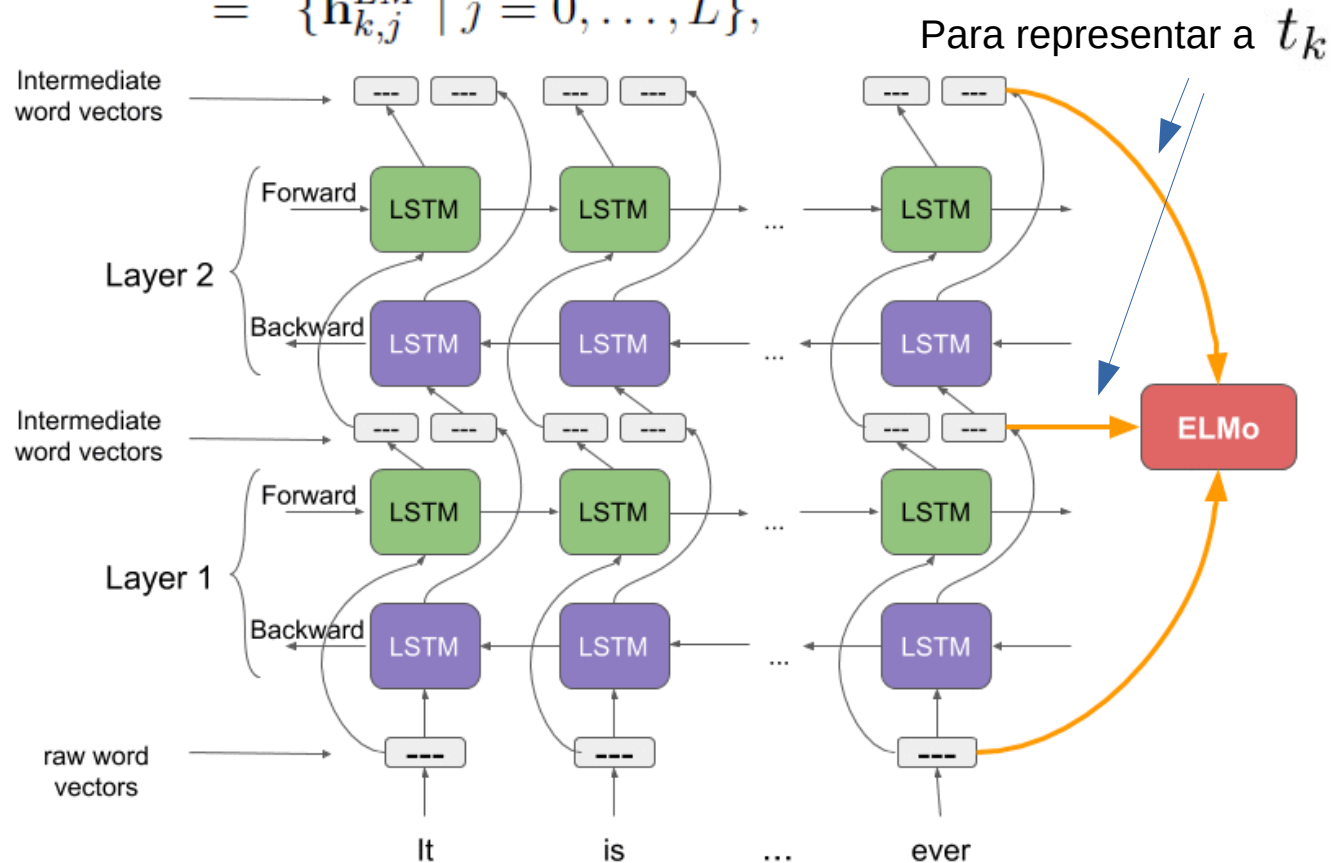 = {h^{LM}_{k,j} | j = 0, . . . , L},
Para representar a t_k
Intermediate
word vectors
--- --- --- --- --- ---
Forward
LSTM LSTM ... LSTM
Layer 2
Backward
LSTM LSTM ... LSTM
Intermediate
word vectors
--- --- --- --- --- ---
ELMo
Forward
LSTM LSTM ... LSTM
Layer 1
Backward
LSTM LSTM ... LSTM
raw word
vectors
--- --- ---
It is ... ever